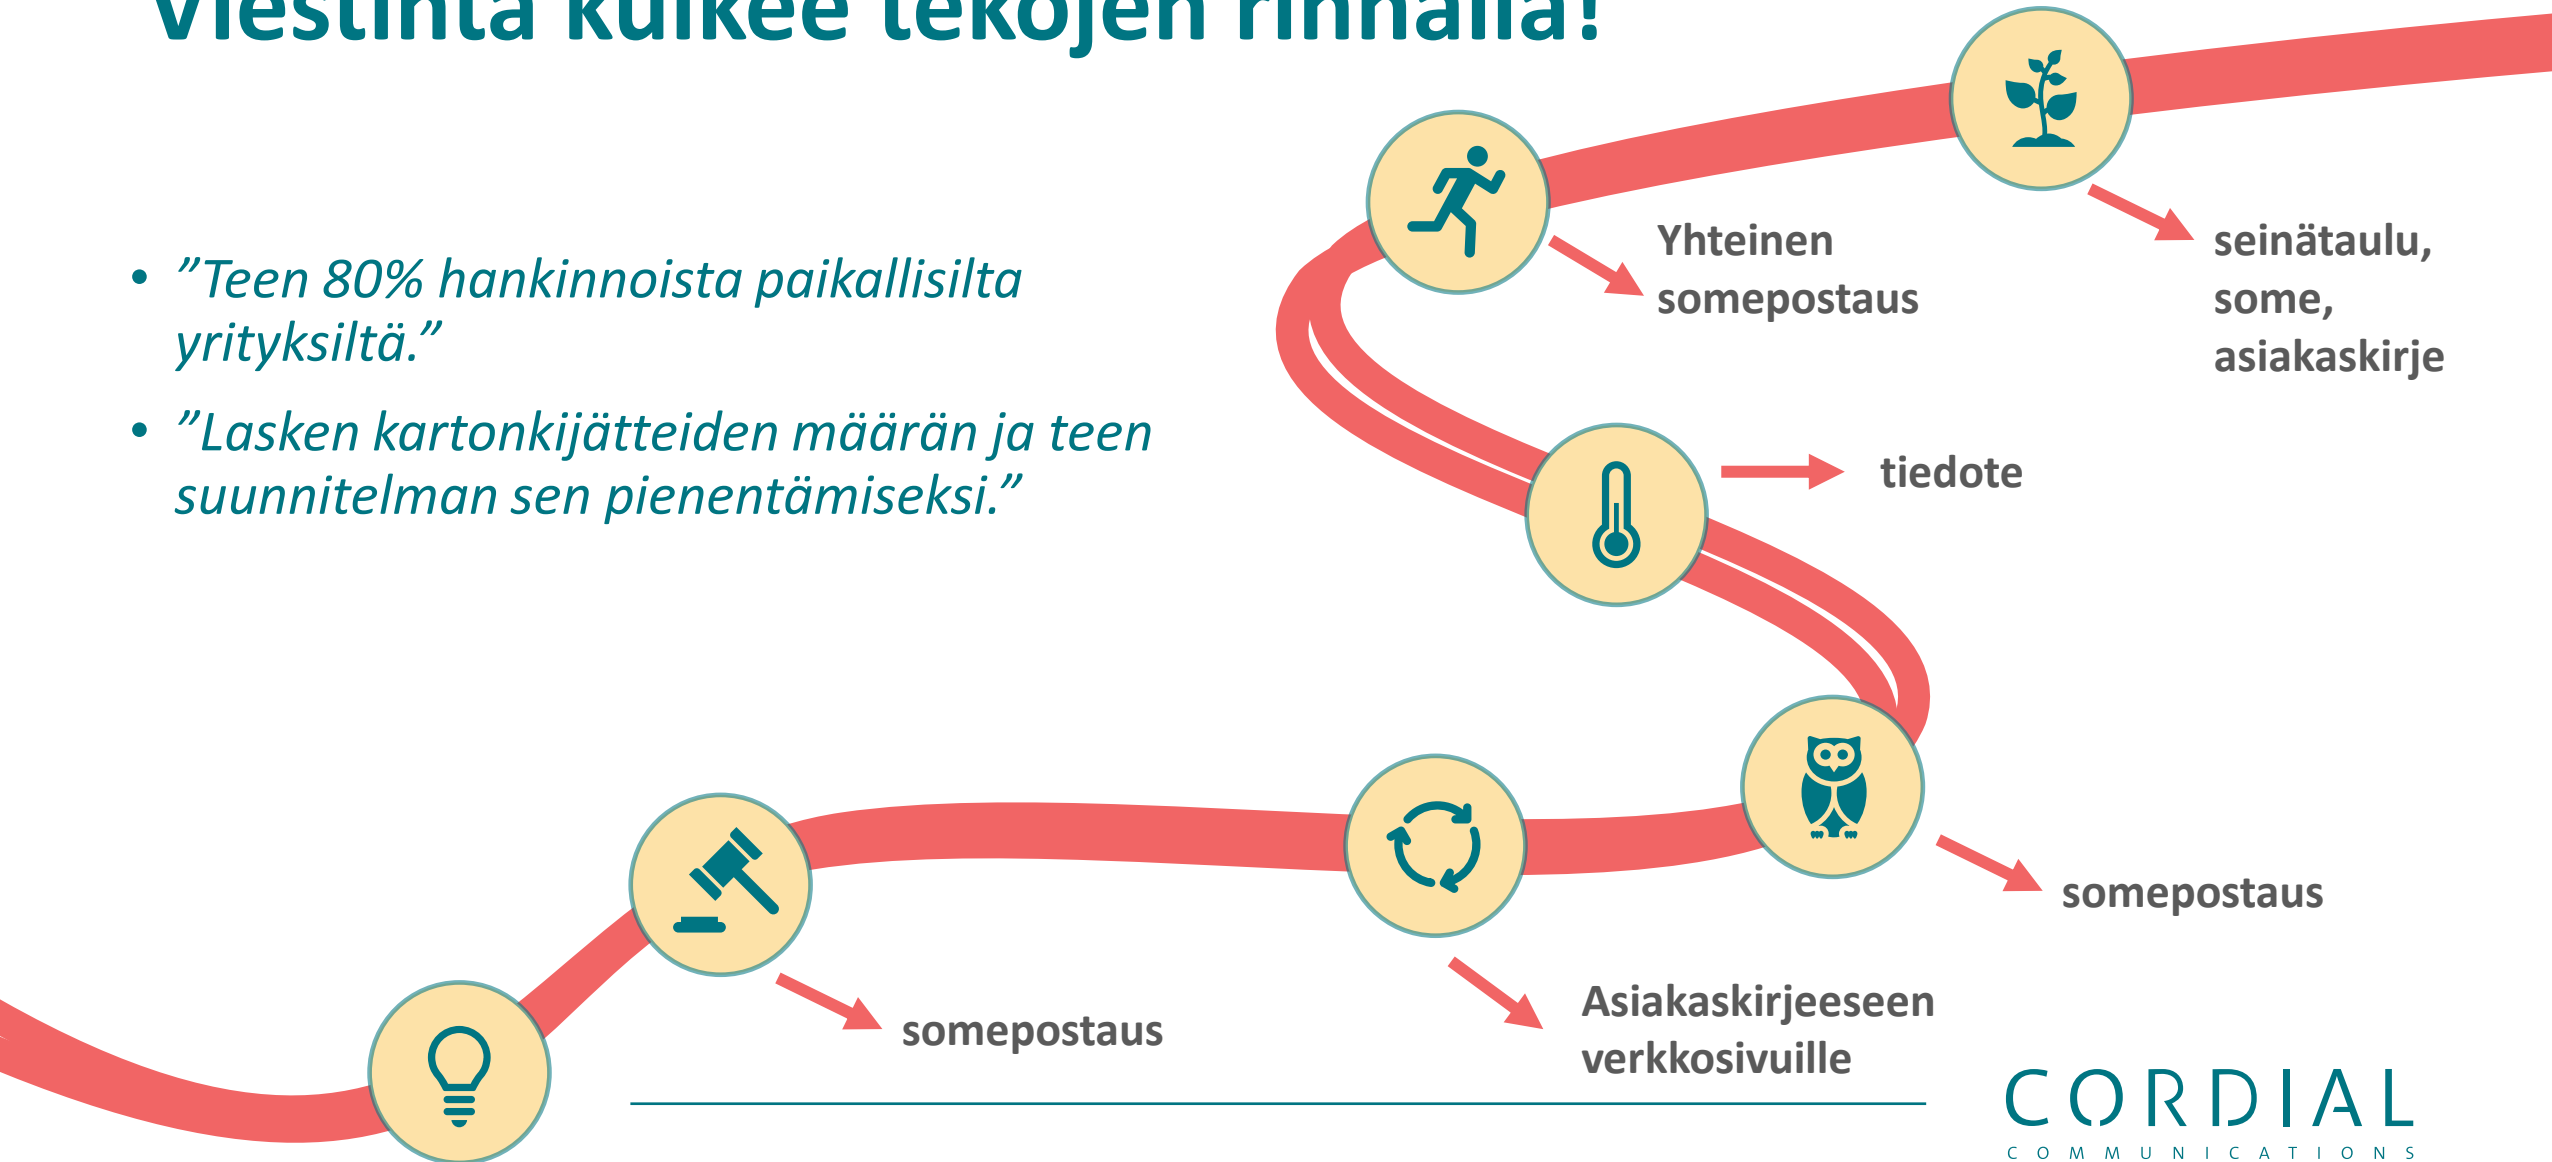 Viestintä kulkee tekojen rinnalla!
• ”Teen 80% hankinnoista paikallisilta
yrityksiltä.”
• ”Lasken kartonkijätteiden määrän ja teen
suunnitelman sen pienentämiseksi.”
Yhteinen
somepostaus
seinätaulu,
some,
asiakaskirje
tiedote
somepostaus
somepostaus
Asiakaskirjeeseen
verkkosivuille
CORDIAL
COMMUNICATIONS